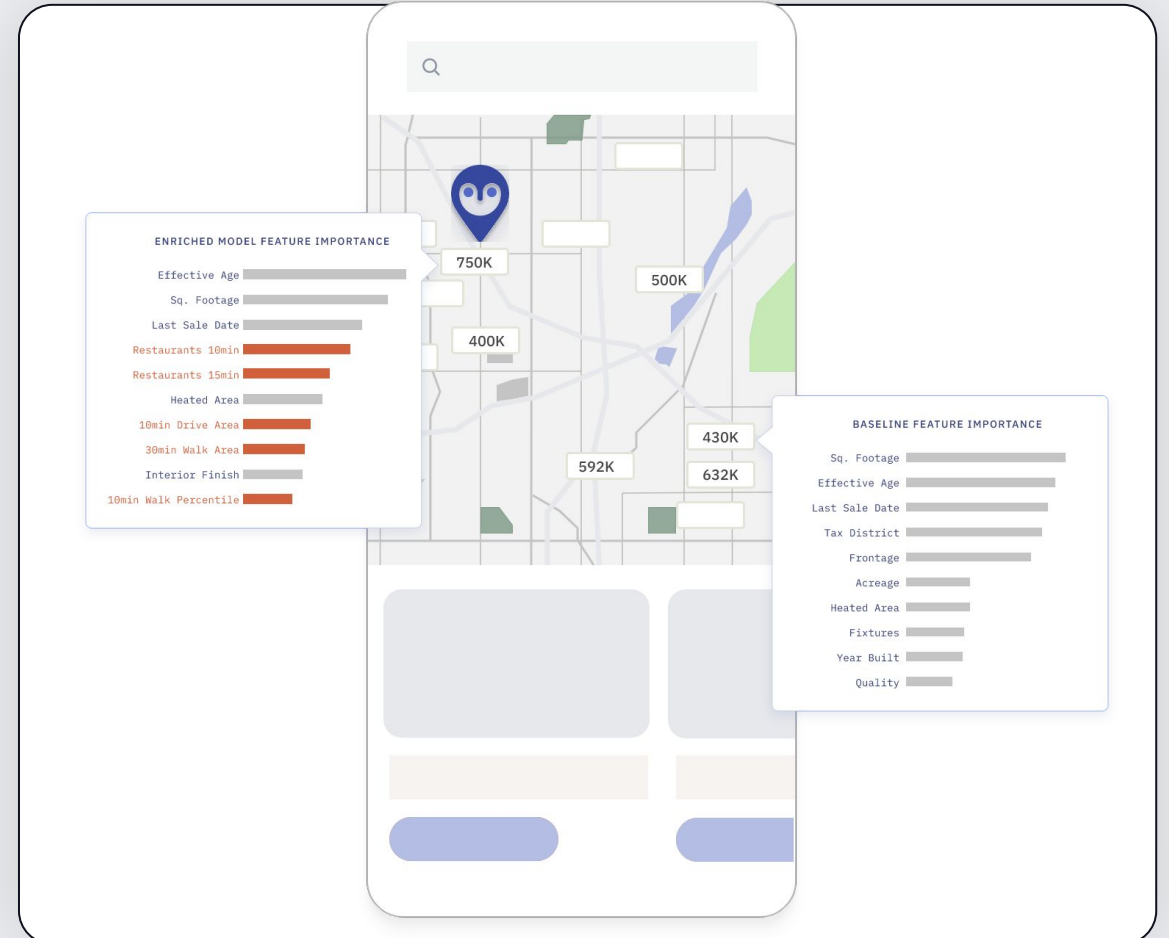 ENRICHED MODEL FEATURE IMPORTANCE
Effective Age
Sq. Footage
Last Sale Date
Restaurants 10min
Restaurants 15min
Heated Area
10min Drive Area
30min Walk Area
Interior Finish
10min Walk Percentile
750K
500K
400K
430K
592K
632K
BASELINE FEATURE IMPORTANCE
Sq. Footage
Effective Age
Last Sale Date
Tax District
Frontage
Acreage
Heated Area
Fixtures
Year Built
Quality